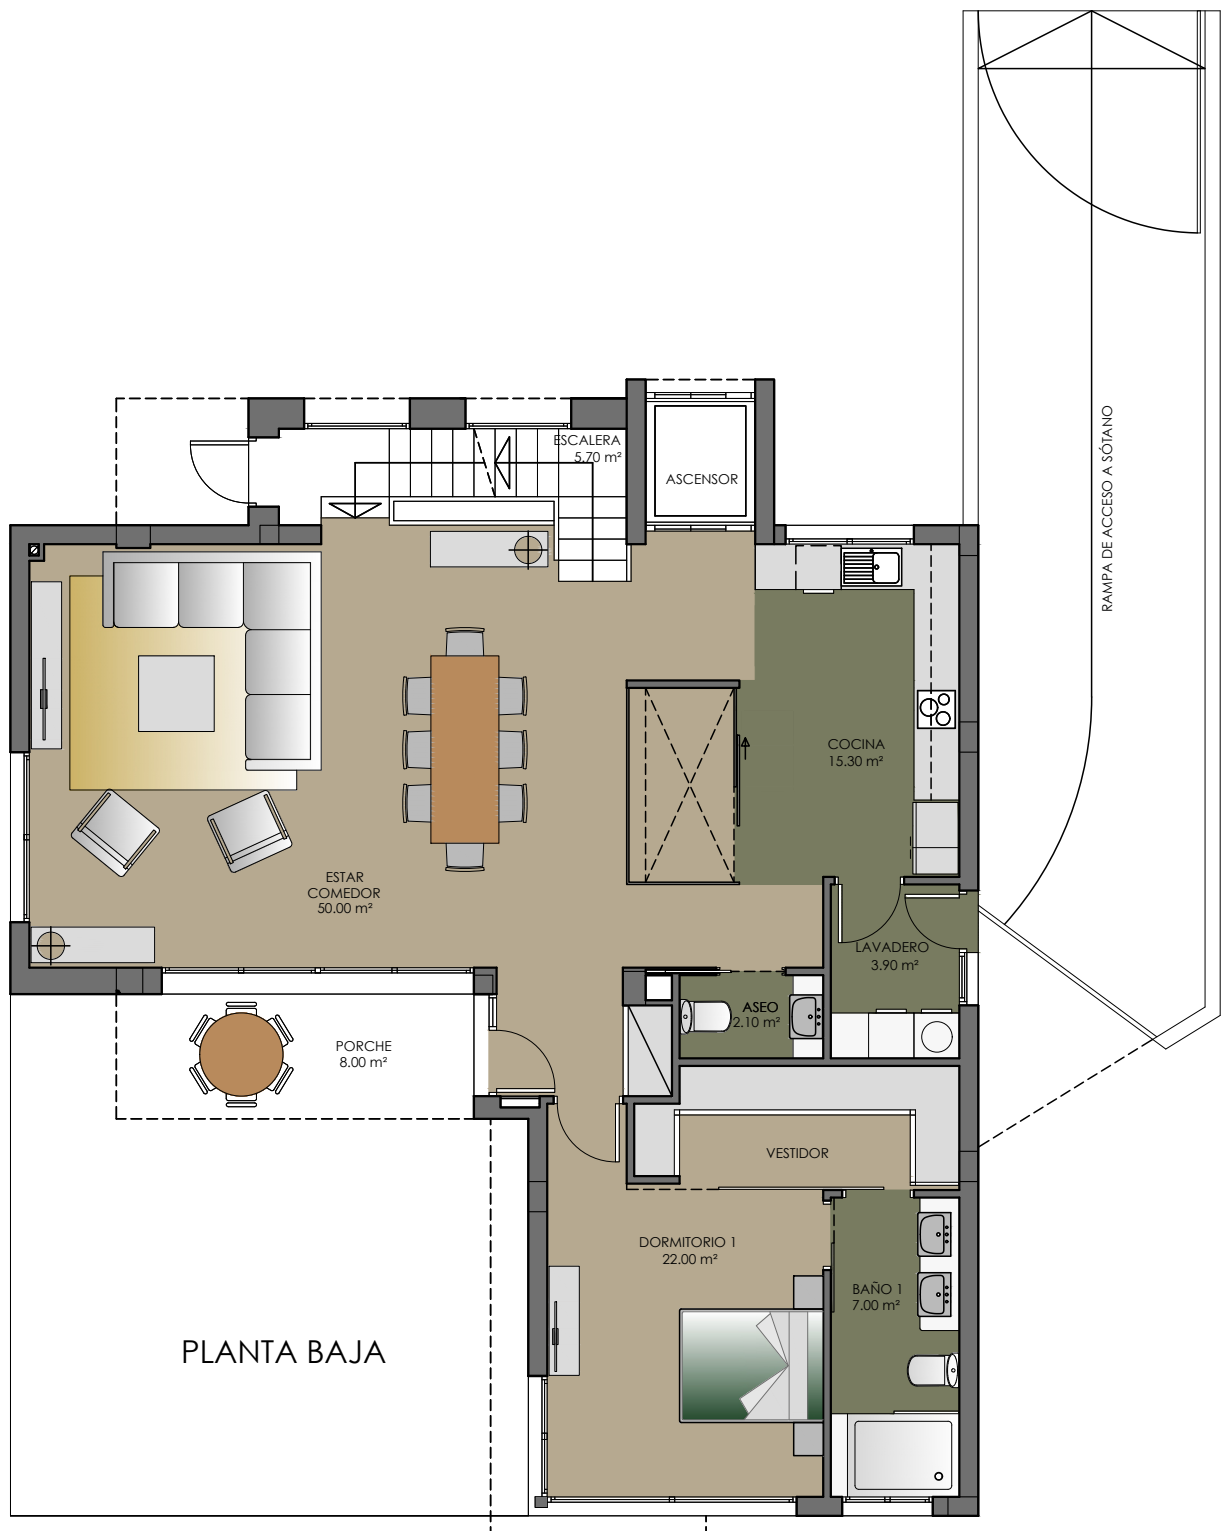 ESCALERA
5.70 m²
ASCENSOR
RAMPA DE ACCESO A SÓTANO
COCINA
15.30 m²
ESTAR
COMEDOR
50.00 m²
LAVADERO
3.90 m²
ASEO
2.10 m²
PORCHE
8.00 m²
VESTIDOR
DORMITORIO 1
22.00 m²
BAÑO 1
7.00 m²
PLANTA BAJA